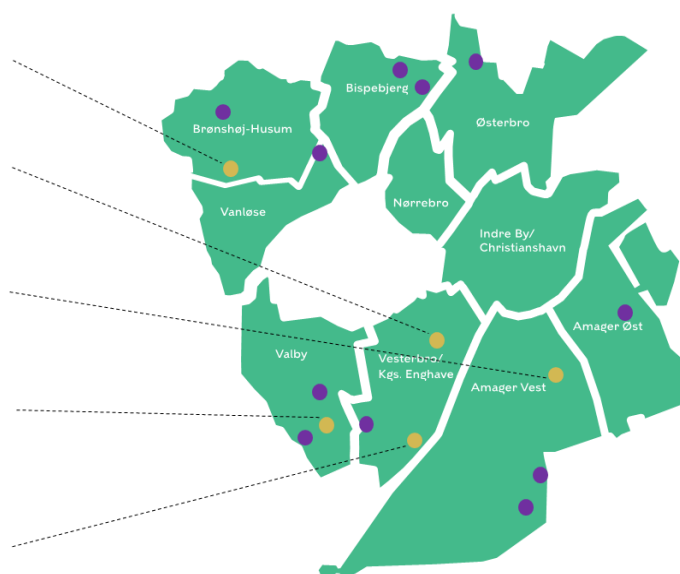 Bispebjerg
Østerbro
Brønshøj-Husum
Nørrebro
Vanløse
Indre By/
Christianshavn
Amager Øst
Valby
Vesterbro/
Kgs. Enghave
Amager Vest